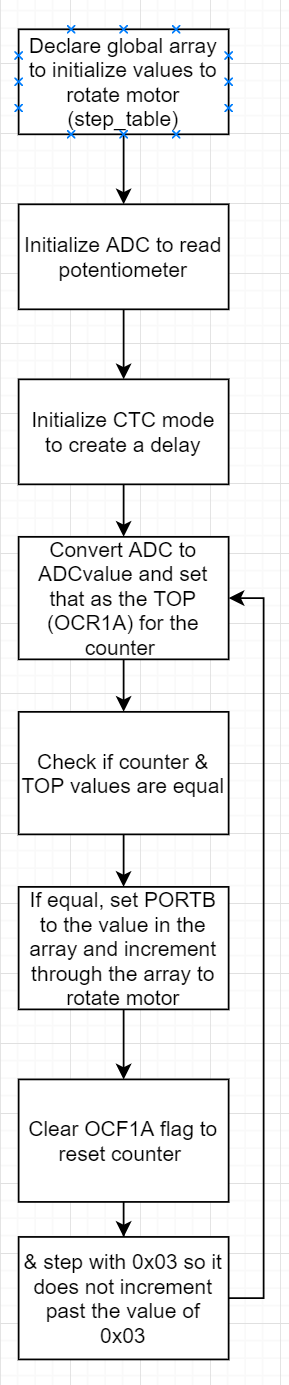 Declare global array
to initialize values to
rotate motor
(step_table)
Initialize ADC to read
potentiometer
Initialize CTC mode
to create a delay
Convert ADC to
ADCvalue and set
that as the TOP
(OCR1A) for the
counter
Check if counter &
TOP values are equal
If equal, set PORTB
to the value in the
array and increment
through the array to
rotate motor
Clear OCF1A flag to
reset counter
& step with 0x03 so it
does not increment
past the value of
0x03